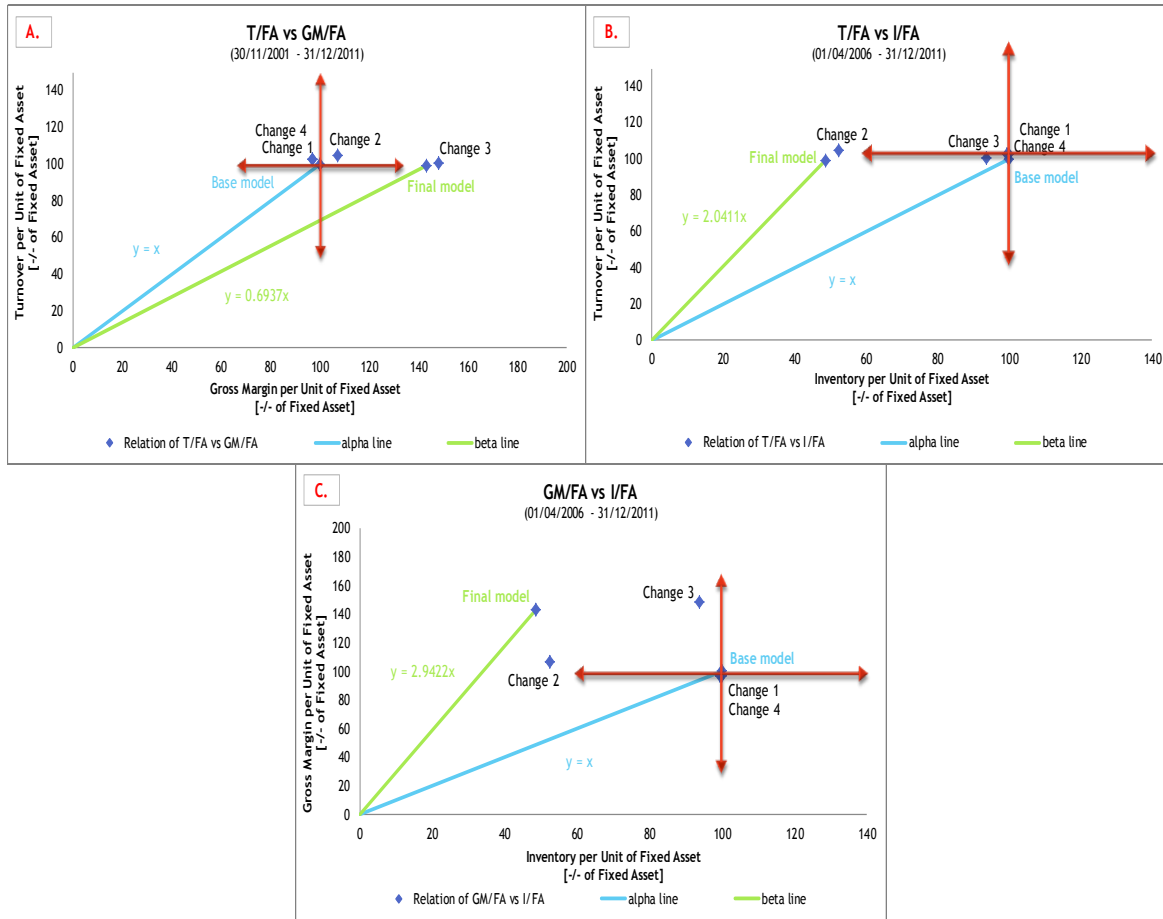 A.
T/FA vs GM/FA
(30/11/2001 - 31/12/2011)
Turnover per Unit of Fixed Asset
[-/- of Fixed Asset]
140
120
100
80
60
40
20
0
Change 4
Change 1
Change 2
Change 3
Base model
Final model
y = x
y = 0.6937x
0 20 40 60 80 100 120 140 160 180 200
Gross Margin per Unit of Fixed Asset
[-/- of Fixed Asset]
Relation of T/FA vs GM/FA alpha line beta line
B.
T/FA vs I/FA
(01/04/2006 - 31/12/2011)
Turnover per Unit of Fixed Asset
[-/- of Fixed Asset]
140
120
100
80
60
40
20
0
Change 2
Final model
Change 3
Change 1
Change 4
Base model
y = 2.0411x
y = x
0 20 40 60 80 100 120 140
Inventory per Unit of Fixed Asset
[-/- of Fixed Asset]
Relation of T/FA vs I/FA alpha line beta line
C.
GM/FA vs I/FA
(01/04/2006 - 31/12/2011)
Gross Margin per Unit of Fixed Asset
[-/- of Fixed Asset]
200
180
160
140
120
100
80
60
40
20
0
Final model
Change 3
Base model
y = 2.9422x
Change 2
Change 1
Change 4
y = x
0 20 40 60 80 100 120 140
Inventory per Unit of Fixed Asset
[-/- of Fixed Asset]
Relation of GM/FA vs I/FA alpha line beta line